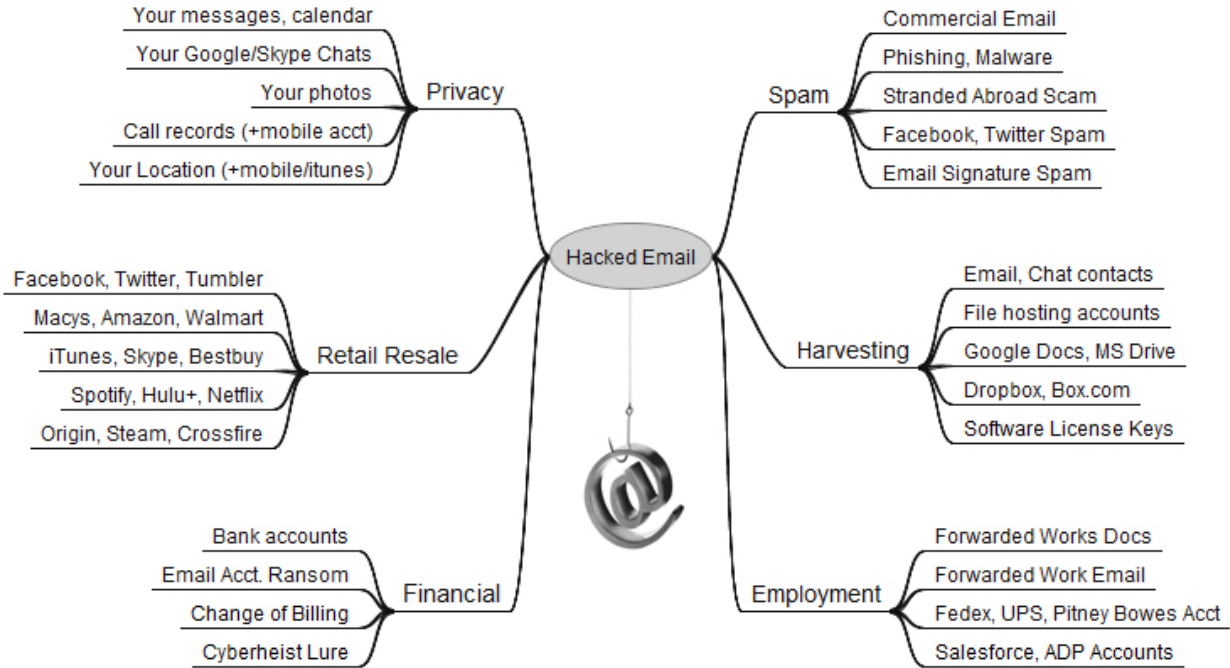 Hacked Email
Privacy
Your messages, calendar
Your Google/Skype Chats
Your photos
Call records (+mobile acct)
Your Location (+mobile/itunes)
Retail Resale
Facebook, Twitter, Tumbler
Macys, Amazon, Walmart
iTunes, Skype, Bestbuy
Spotify, Hulu+, Netflix
Origin, Steam, Crossfire
Financial
Bank accounts
Email Acct. Ransom
Change of Billing
Cyberheist Lure
Spam
Commercial Email
Phishing, Malware
Stranded Abroad Scam
Facebook, Twitter Spam
Email Signature Spam
Harvesting
Email, Chat contacts
File hosting accounts
Google Docs, MS Drive
Dropbox, Box.com
Software License Keys
Employment
Forwarded Works Docs
Forwarded Work Email
Fedex, UPS, Pitney Bowes Acct
Salesforce, ADP Accounts
@